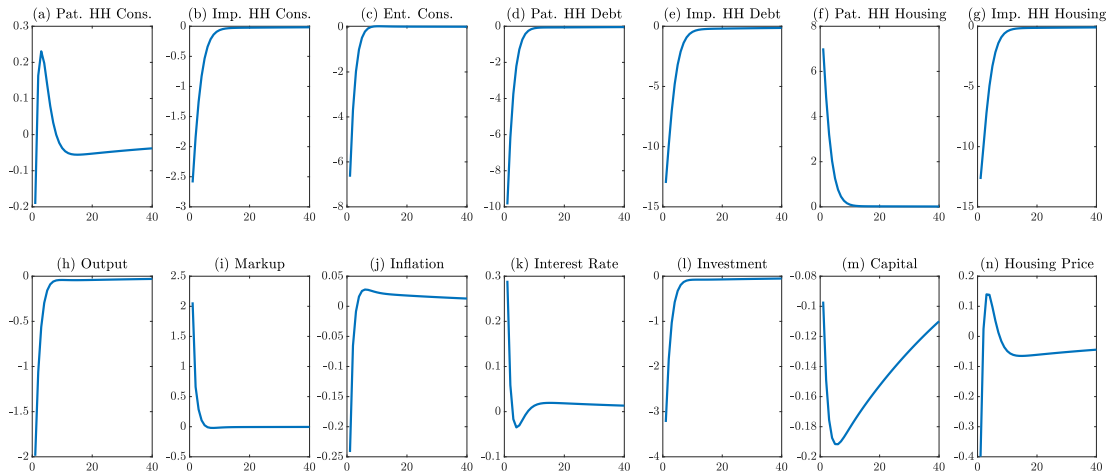 (a) Pat. HH Cons. (b) Imp. HH Cons. (c) Ent. Cons. (d) Pat. HH Debt (e) Imp. HH Debt (f) Pat. HH Housing (g) Imp. HH Housing
0.3 0.2 0.1 0 -0.1 -0.2
0 -0.5 -1 -1.5 -2 -2.5 -3
0 -2 -4 -6 -8
0 -2 -4 -6 -8 -10
0 -5 -10 -15
8 6 4 2 0
0 -5 -10 -15
0 20 40 0 20 40 0 20 40 0 20 40 0 20 40 0 20 40 0 20 40
(h) Output (i) Markup (j) Inflation (k) Interest Rate (l) Investment (m) Capital (n) Housing Price
0 -0.5 -1 -1.5 -2
2.5 2 1.5 1 0.5 0 -0.5
0.05 0 -0.05 -0.1 -0.15 -0.2 -0.25
0.3 0.2 0.1 0 -0.1
0 -1 -2 -3 -4
-0.08 -0.1 -0.12 -0.14 -0.16 -0.18 -0.2
0.2 0.1 0 -0.1 -0.2 -0.3 -0.4
0 20 40 0 20 40 0 20 40 0 20 40 0 20 40 0 20 40 0 20 40